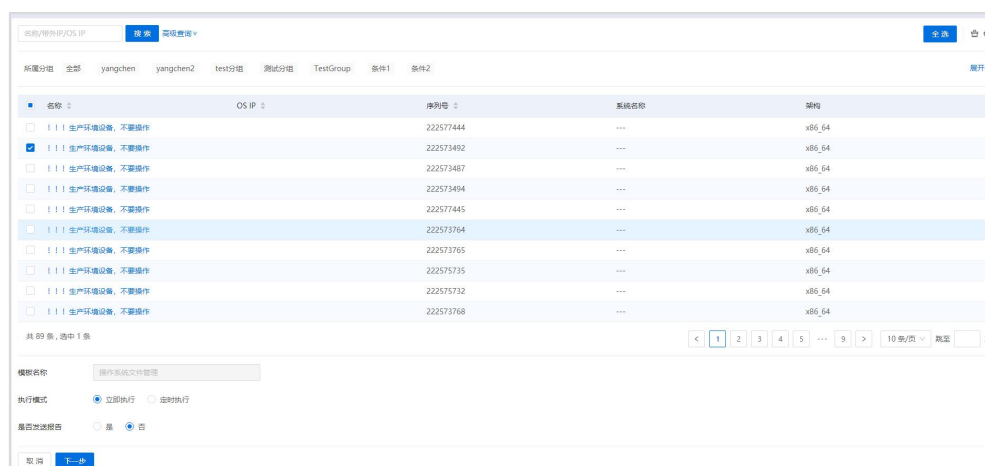 名称/带外IP/OS IP 搜索 高级查询 全选
所属分组 全部 yangchen yangchen2 test分组 测试分组 TestGroup 条件1 条件2 展开
名称 OS IP 序列号 系统名称 架构
！！！生产环境设备，不要操作 222577444 --- x86_64
！！！生产环境设备，不要操作 222573492 --- x86_64
！！！生产环境设备，不要操作 222573487 --- x86_64
！！！生产环境设备，不要操作 222573494 --- x86_64
！！！生产环境设备，不要操作 222577445 --- x86_64
！！！生产环境设备，不要操作 222573764 --- x86_64
！！！生产环境设备，不要操作 222573765 --- x86_64
！！！生产环境设备，不要操作 222575735 --- x86_64
！！！生产环境设备，不要操作 222575732 --- x86_64
！！！生产环境设备，不要操作 222573768 --- x86_64
共 89 条 , 选中 1 条 < 1 2 3 4 5 ··· 9 > 10 条/页 跳至
模板名称 操作系统文件管理
执行模式 立即执行 定时执行
是否发送报告 是 否
取消 下一步